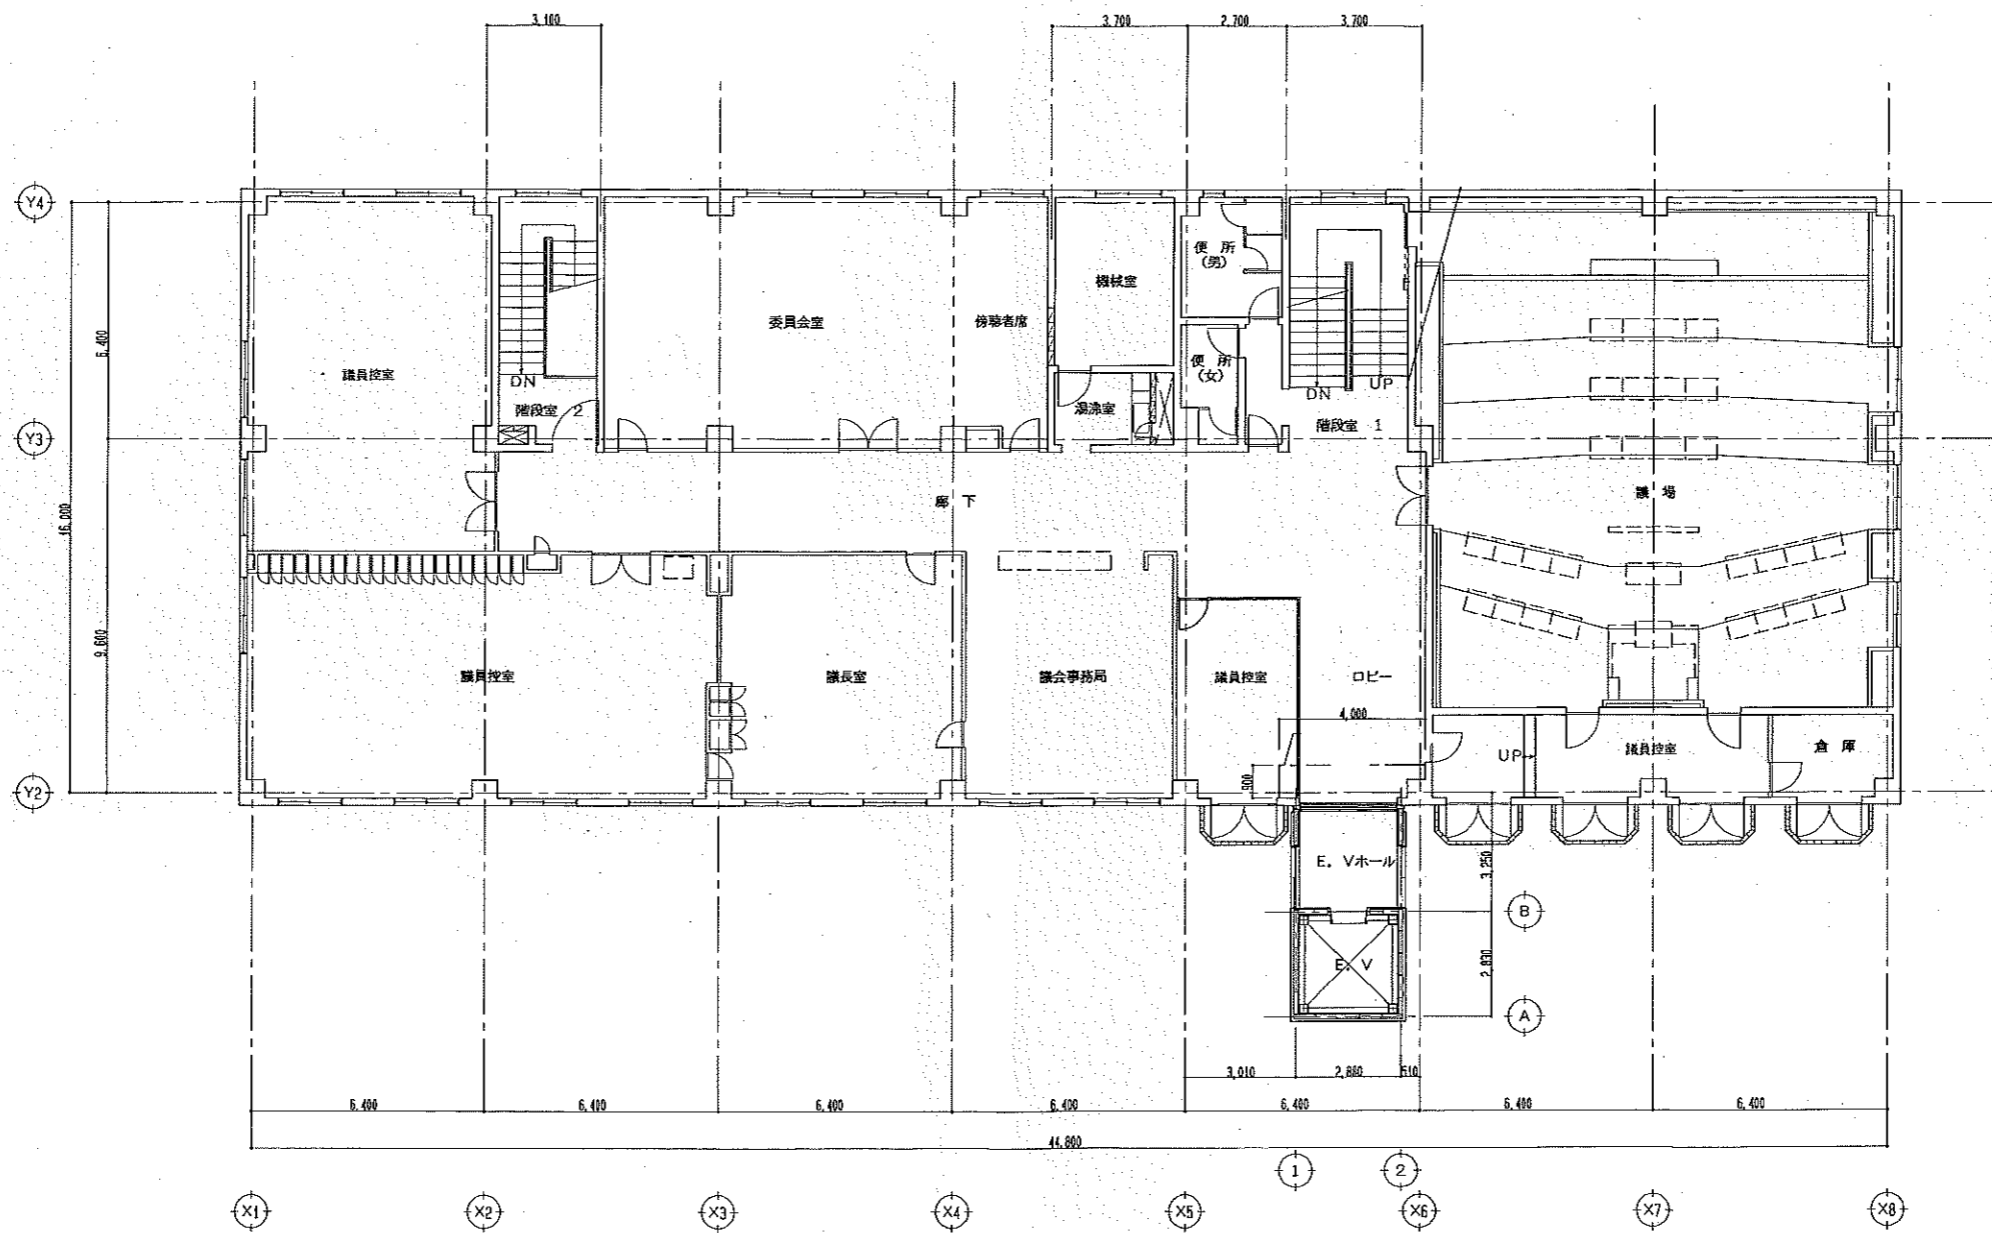 3,100
3,700
2,700
3,700
Y4
Y3
Y2
6,400
16,000
9,600
議員控室
DN
階段室 2
委員会室
傍聴者席
機械室
湯沸室
便 所
(男)
便 所
(女)
DN
UP
階段室 1
廊 下
議 場
議員控室
議長室
議会事務局
議員控室
ロビー
4,000
900
UP
議員控室
倉 庫
E. Vホール
E. V
3,250
2,830
B
A
3,010
2,880
510
6,400
6,400
6,400
6,400
6,400
6,400
6,400
44,800
1
2
X1
X2
X3
X4
X5
X6
X7
X8